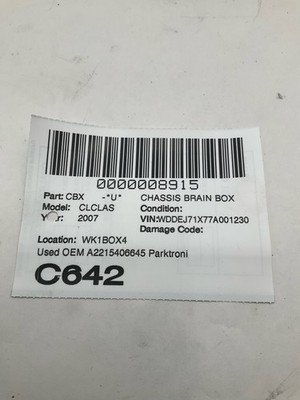 0000008915
Part: CBX -*U* CHASSIS BRAIN BOX
Model: CLCLAS Condition:
Year: 2007 VIN:WDDEJ71X77A001230
Damage Code:
Location: WK1BOX4
Used OEM A2215406645 Parktroni
C642